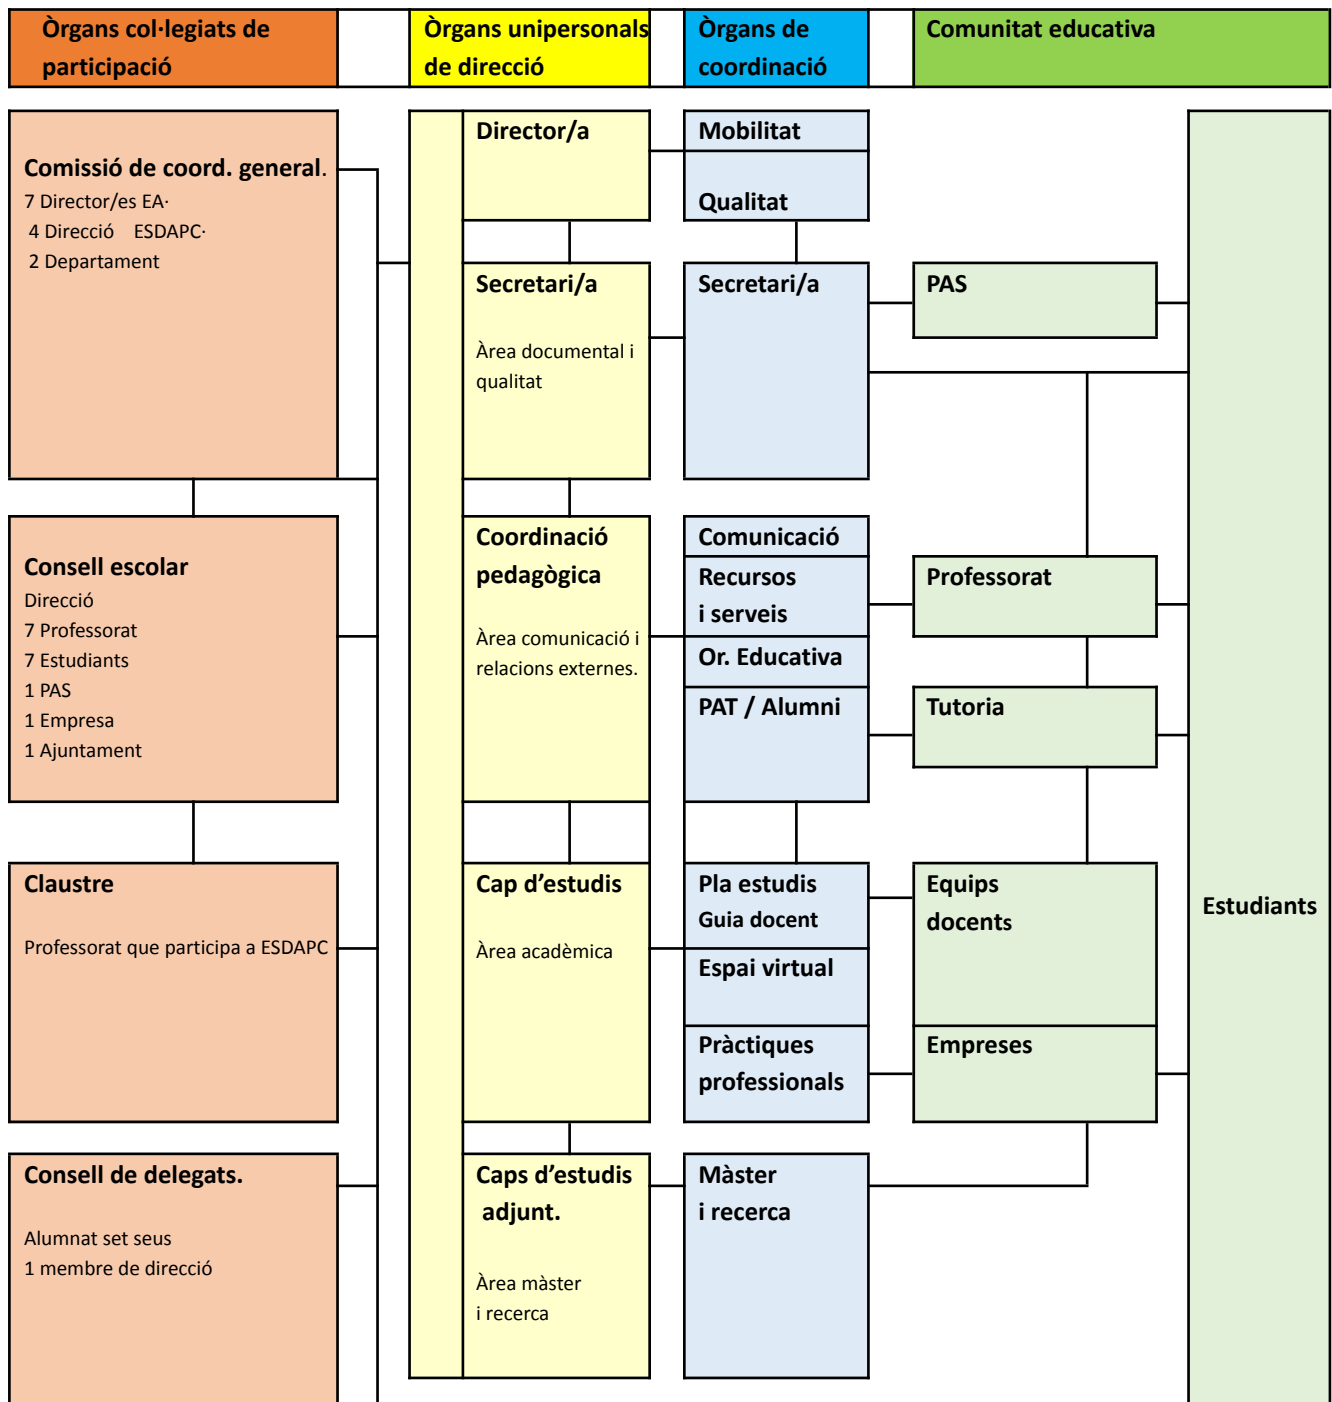 Òrgans col·legiats de
participació
Òrgans unipersonals
de direcció
Òrgans de
coordinació
Comunitat educativa
Comissió de coord. general.
7 Director/es EA·
4 Direcció ESDAPC·
2 Departament
Consell escolar
Direcció
7 Professorat
7 Estudiants
1 PAS
1 Empresa
1 Ajuntament
Claustre
Professorat que participa a ESDAPC
Consell de delegats.
Alumnat set seus
1 membre de direcció
Director/a
Secretari/a
Àrea documental i
qualitat
Coordinació
pedagògica
Àrea comunicació i
relacions externes.
Cap d’estudis
Àrea acadèmica
Caps d’estudis
adjunt.
Àrea màster
i recerca
Mobilitat
Qualitat
Secretari/a
Comunicació
Recursos
i serveis
Or. Educativa
PAT / Alumni
Pla estudis
Guia docent
Espai virtual
Pràctiques
professionals
Màster
i recerca
PAS
Professorat
Tutoria
Equips
docents
Empreses
Estudiants